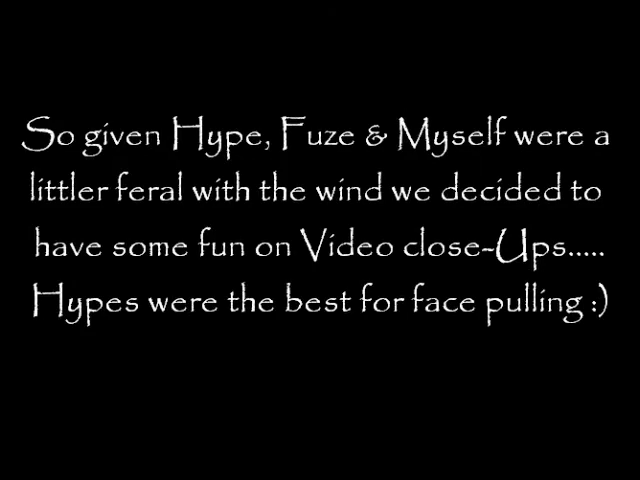 So given Hype, Fuze & Myself were a
littler feral with the wind we decided to
have some fun on Video close-Ups.....
Hypes were the best for face pulling :)